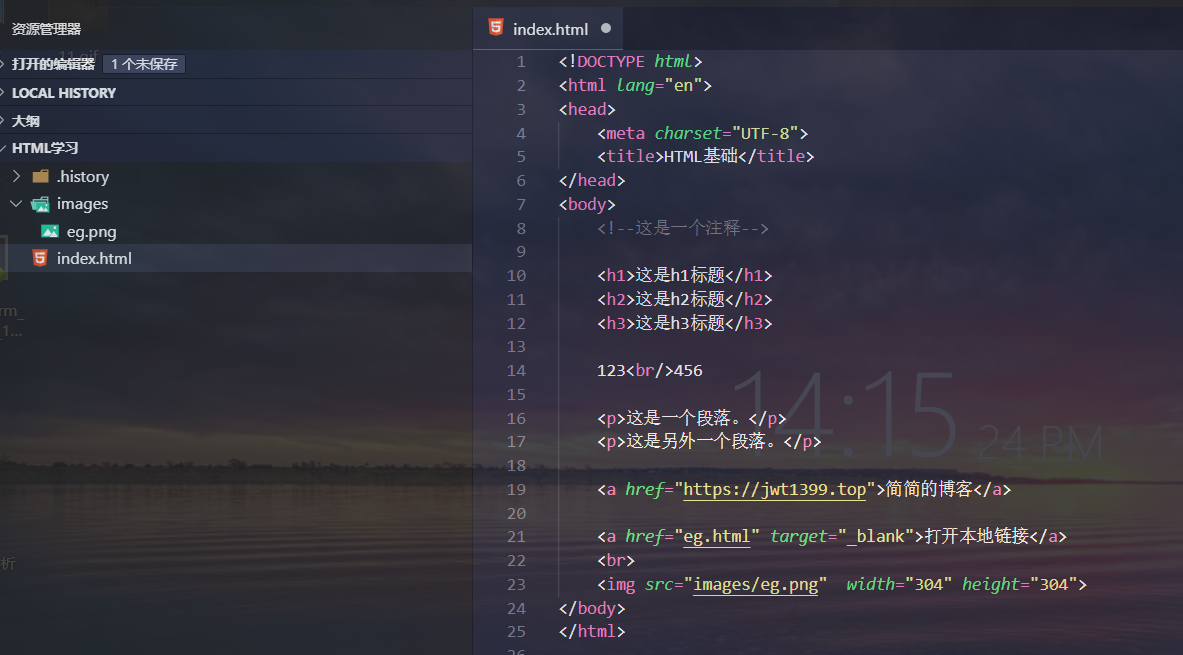 资源管理器
打开的编辑器 1 个未保存
LOCAL HISTORY
大纲
HTML学习
.history
images
eg.png
index.html
index.html
1 <!DOCTYPE html>
2 <html lang="en">
3 <head>
4 <meta charset="UTF-8">
5 <title>HTML基础</title>
6 </head>
7 <body>
8 <!--这是一个注释-->
9
10 <h1>这是h1标题</h1>
11 <h2>这是h2标题</h2>
12 <h3>这是h3标题</h3>
13
14 123<br/>456
15
16 <p>这是一个段落。</p>
17 <p>这是另外一个段落。</p>
18
19 <a href="https://jwt1399.top">简简的博客</a>
20
21 <a href="eg.html" target="_blank">打开本地链接</a>
22 <br>
23 <img src="images/eg.png"  width="304" height="304">
24 </body>
25 </html>
26
14:15
24 PM